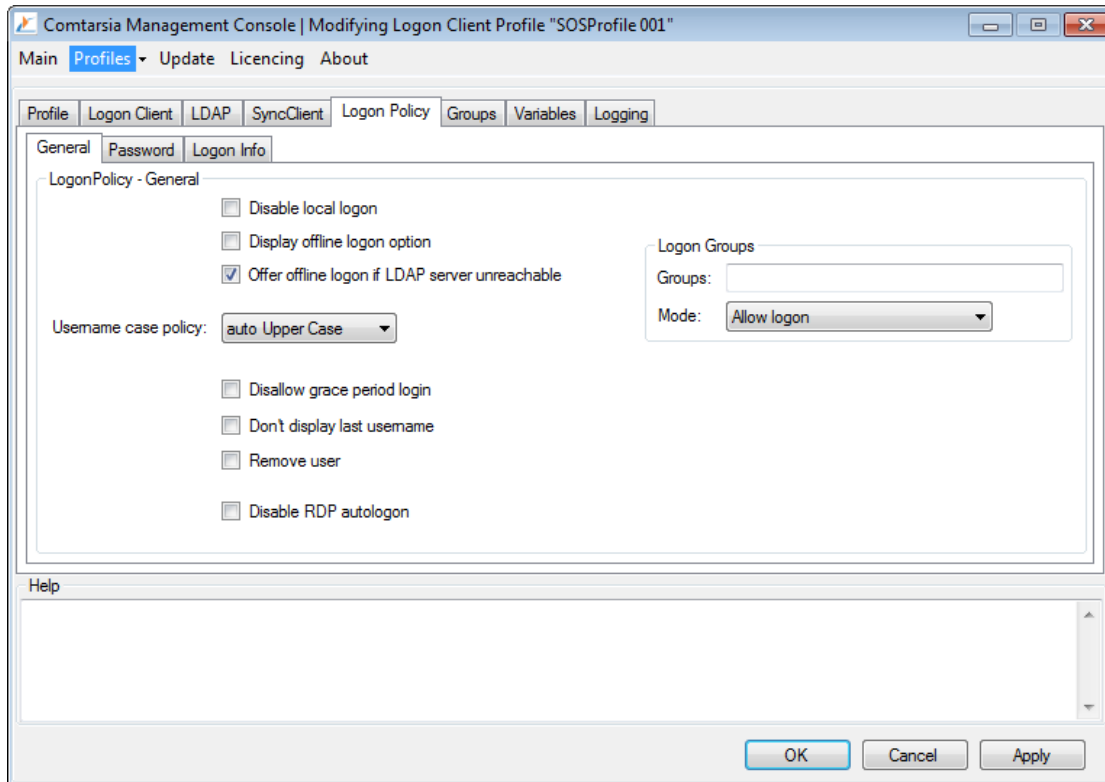 Comtarsia Management Console | Modifying Logon Client Profile "SOSProfile 001"
Main Profiles Update Licencing About
Profile Logon Client LDAP SyncClient Logon Policy Groups Variables Logging
General Password Logon Info
LogonPolicy - General
Disable local logon
Display offline logon option
Offer offline logon if LDAP server unreachable
Logon Groups
Groups:
Mode: Allow logon
Username case policy: auto Upper Case
Disallow grace period login
Don't display last username
Remove user
Disable RDP autologon
Help
OK Cancel Apply